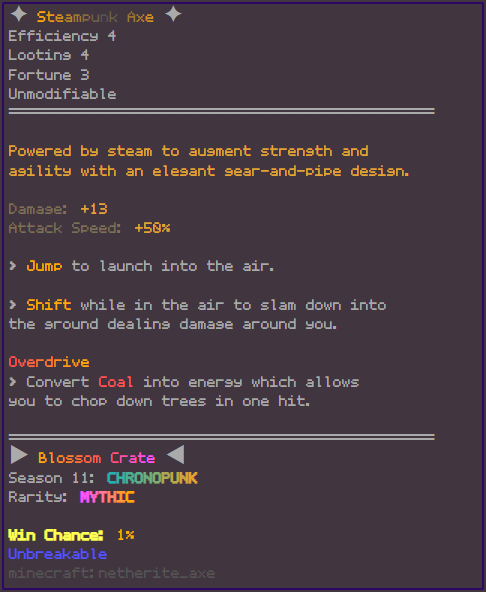 ✦ Steampunk Axe ✦
Efficiency 4
Looting 4
Fortune 3
Unmodifiable
Powered by steam to augment strength and
agility with an elegant gear-and-pipe design.
Damage: +13
Attack Speed: +50%
> Jump to launch into the air.
> Shift while in the air to slam down into
the ground dealing damage around you.
Overdrive
> Convert Coal into energy which allows
you to chop down trees in one hit.
▶ Blossom Crate ◀
Season 11: CHRONOPUNK
Rarity: MYTHIC
Win Chance: 1%
Unbreakable
minecraft:netherite_axe